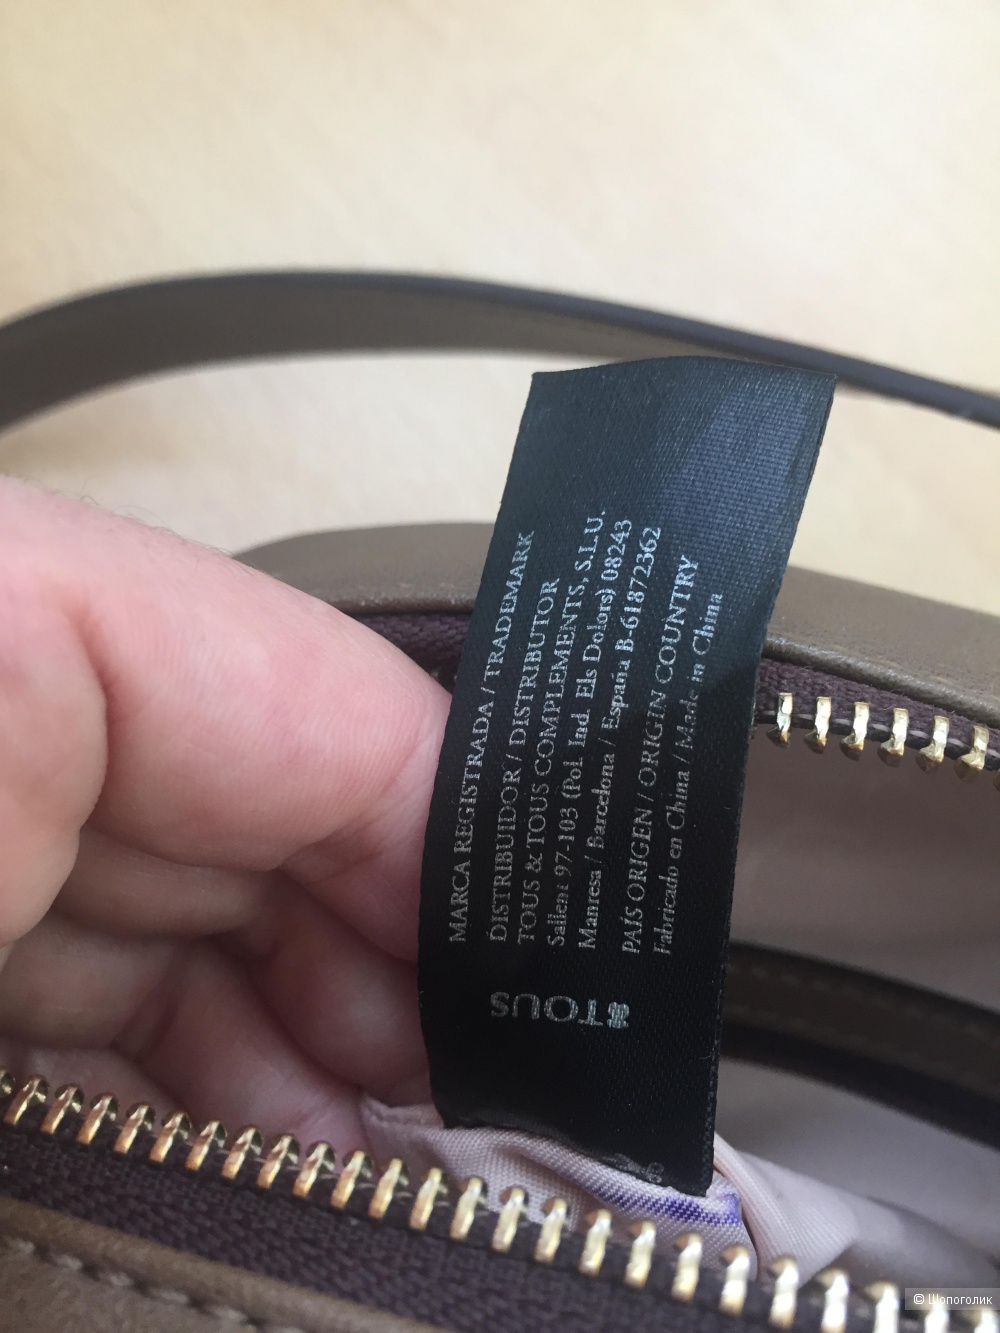 MARCA REGISTRADA / TRADEMARK
DISTRIBUIDOR / DISTRIBUTOR
TOUS & TOUS COMPLEMENTS, S.L.U.
Sallent 97-103 (Pol. Ind. Els Dolors) 08243
Manresa / Barcelona / España B-61872362
PAÍS ORIGEN / ORIGIN COUNTRY
Fabricado en China / Made in China
TOUS
© Шопоголик